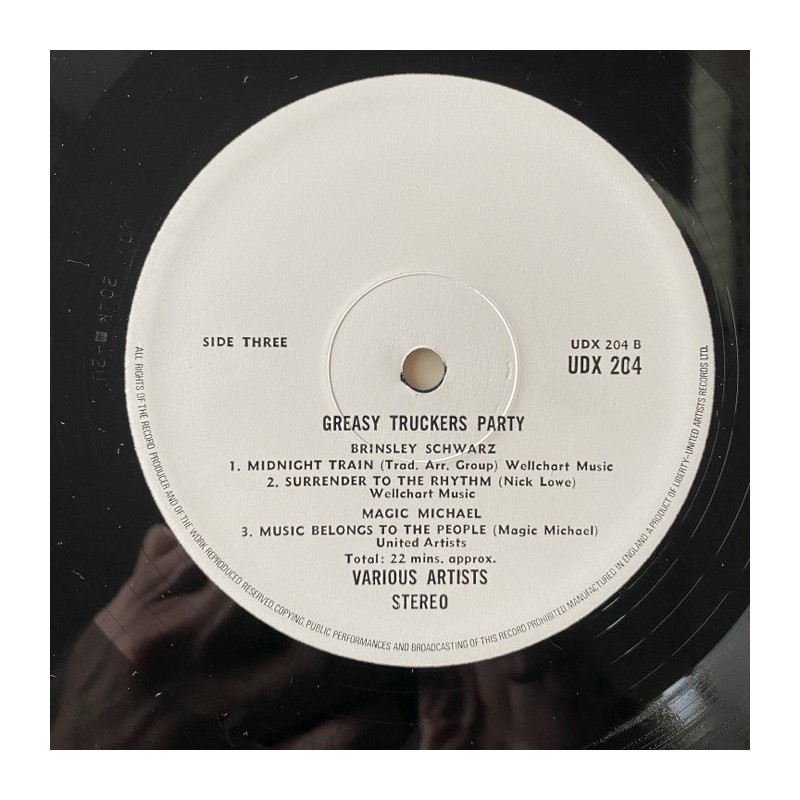 SIDE THREE
UDX 204 B
UDX 204
GREASY TRUCKERS PARTY
BRINSLEY SCHWARZ
1. MIDNIGHT TRAIN (Trad. Arr. Group) Wellchart Music
2. SURRENDER TO THE RHYTHM (Nick Lowe)
Wellchart Music
MAGIC MICHAEL
3. MUSIC BELONGS TO THE PEOPLE (Magic Michael)
United Artists
Total: 22 mins. approx.
VARIOUS ARTISTS
STEREO
ALL RIGHTS OF THE RECORD PRODUCER AND OF THE WORK REPRODUCED RESERVED. COPYING, PUBLIC PERFORMANCES AND BROADCASTING OF THIS RECORD PROHIBITED. MANUFACTURED IN ENGLAND. A PRODUCT OF LIBERTY-UNITED ARTISTS RECORDS LTD.